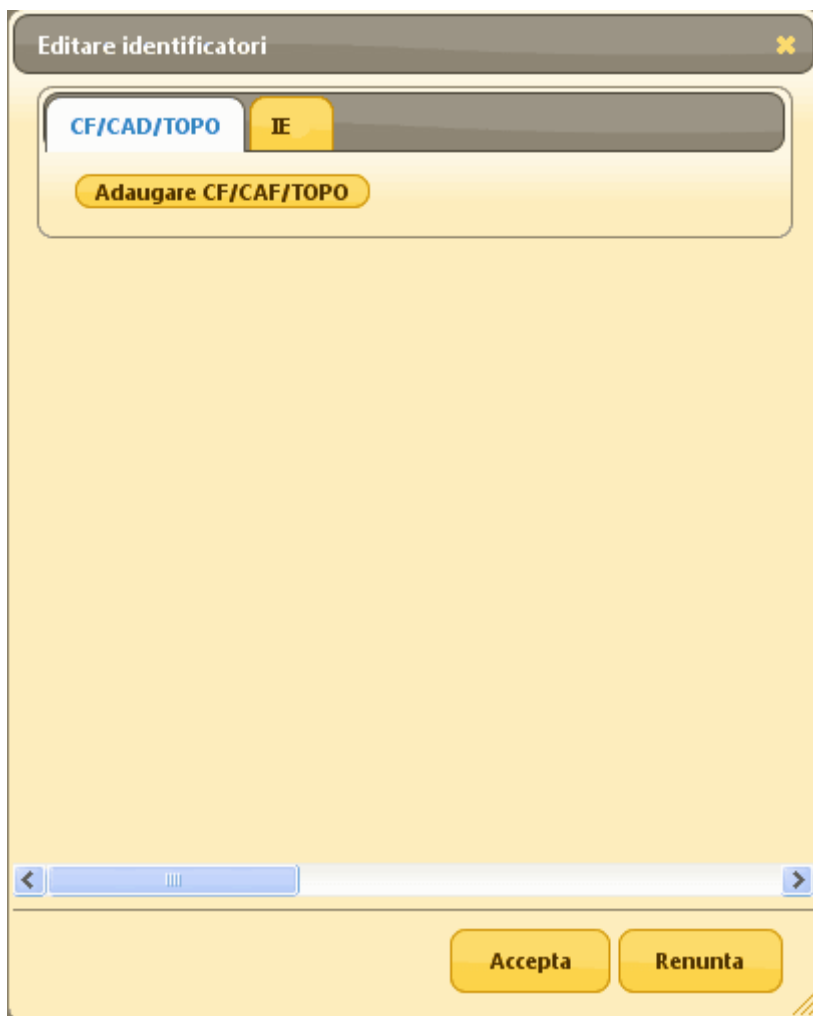 Editare identificatori
CF/CAD/TOPO IE
Adaugare CF/CAF/TOPO
Accepta Renunta